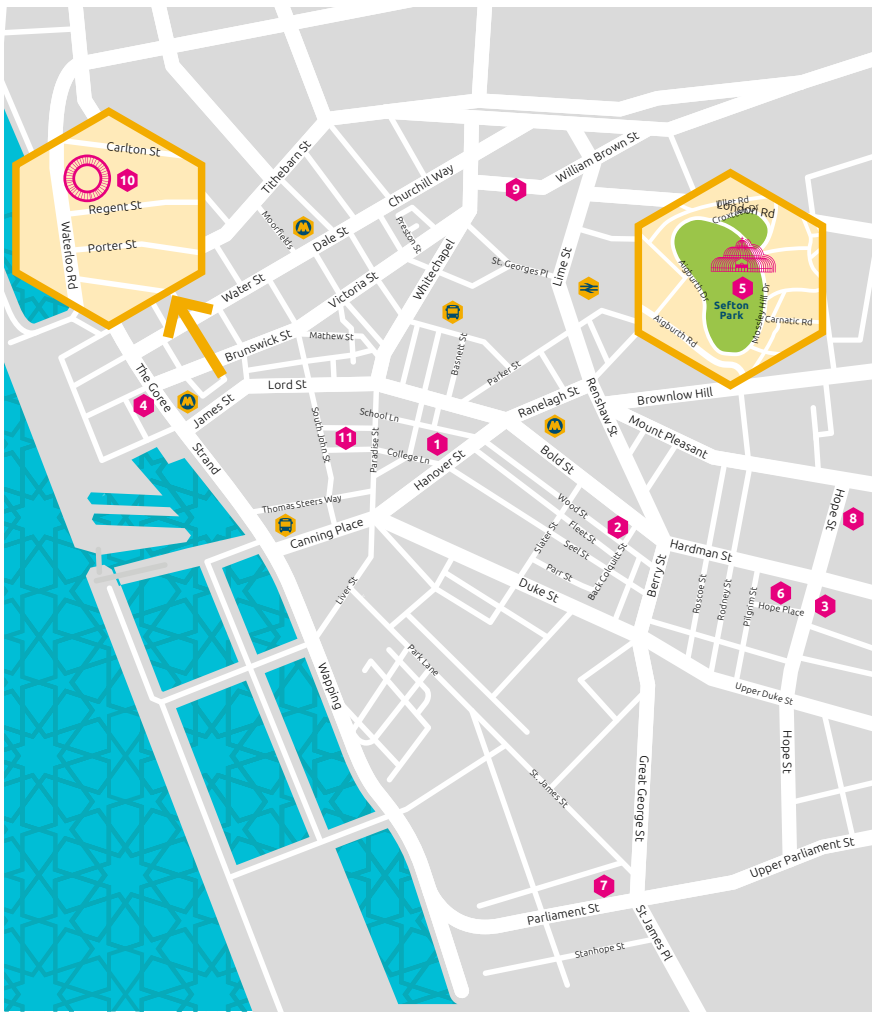 Carlton St
10
Regent St
Porter St
Waterloo Rd
Tithebarn St
Moorfields
M
Dale St
Churchill Way
Preston St
9
William Brown St
Whitechapel
St. Georges Pl
Lime St
Water St
Victoria St
Brunswick St
Mathew St
Basnett St
Parker St
Ullet Rd
London Rd
Croxteth
Aigburth Dr
5
Sefton
Park
Mossley Hill Dr
Carnatic Rd
Aigburth Rd
The Goree
4
M
James St
Lord St
Ranelagh St
Renshaw St
Brownlow Hill
Mount Pleasant
School Ln
South John St
11
Paradise St
College Ln
1
Hanover St
M
Bold St
Strand
Thomas Steers Way
Canning Place
Wood St
Fleet St
Seel St
Slater St
Parr St
Back Colquitt St
2
Berry St
Hardman St
Hope St
8
Duke St
Roscoe St
Rodney St
Pilgrim St
6
Hope Place
3
Liver St
Park Lane
Wapping
Upper Duke St
Hope St
St. James St
Great George St
Upper Parliament St
7
Parliament St
St James Pl
Stanhope St